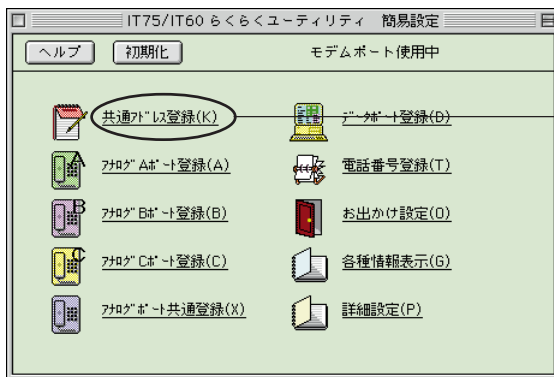 IT75/IT60 らくらくユーティリティ 簡易設定
ヘルプ 初期化 モデムポート使用中
共通ｱﾄﾞﾚｽ登録(K) ﾃﾞｰﾀﾎﾟｰﾄ登録(D)
ｱﾅﾛｸﾞAﾎﾟｰﾄ登録(A) 電話番号登録(T)
ｱﾅﾛｸﾞBﾎﾟｰﾄ登録(B) お出かけ設定(O)
ｱﾅﾛｸﾞCﾎﾟｰﾄ登録(C) 各種情報表示(G)
ｱﾅﾛｸﾞﾎﾟｰﾄ共通登録(X) 詳細設定(P)